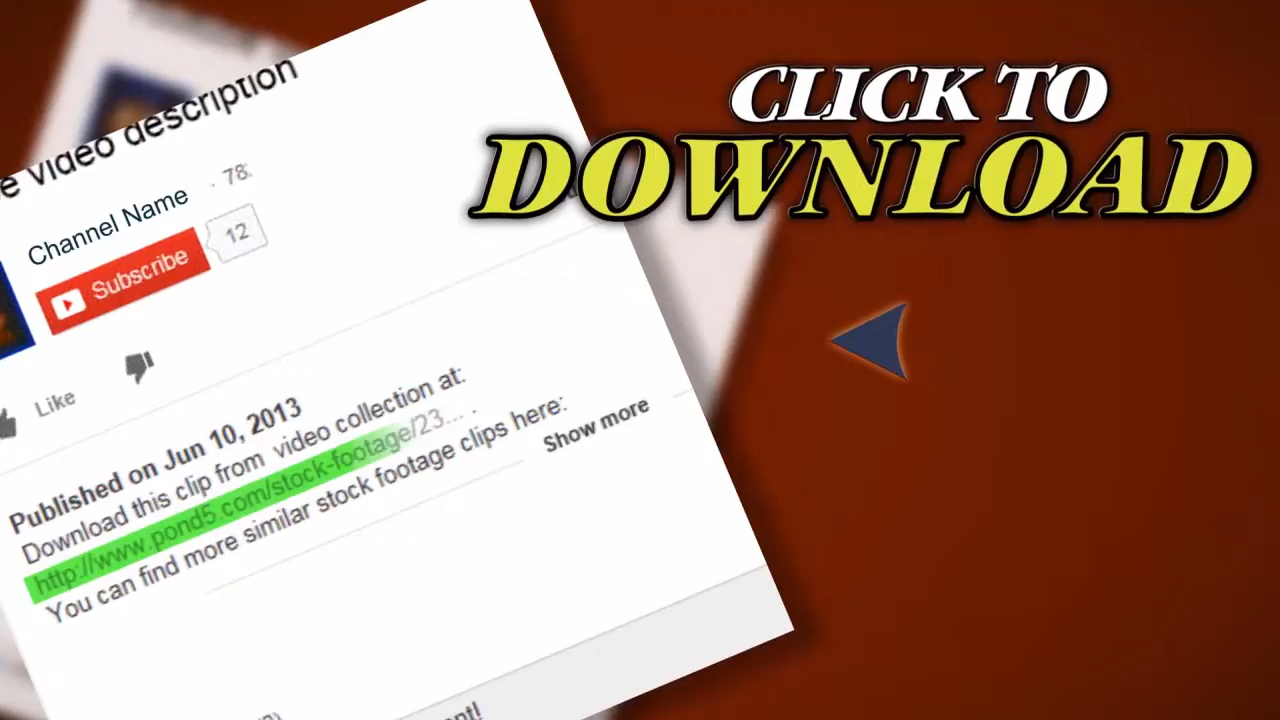 CLICK TO
DOWNLOAD
video description
Channel Name
78
Subscribe
12
Like
Published on Jun 10, 2013
Download this clip from video collection at:
http://www.pond5.com/stock-footage/23... .
You can find more similar stock footage clips here:
Show more